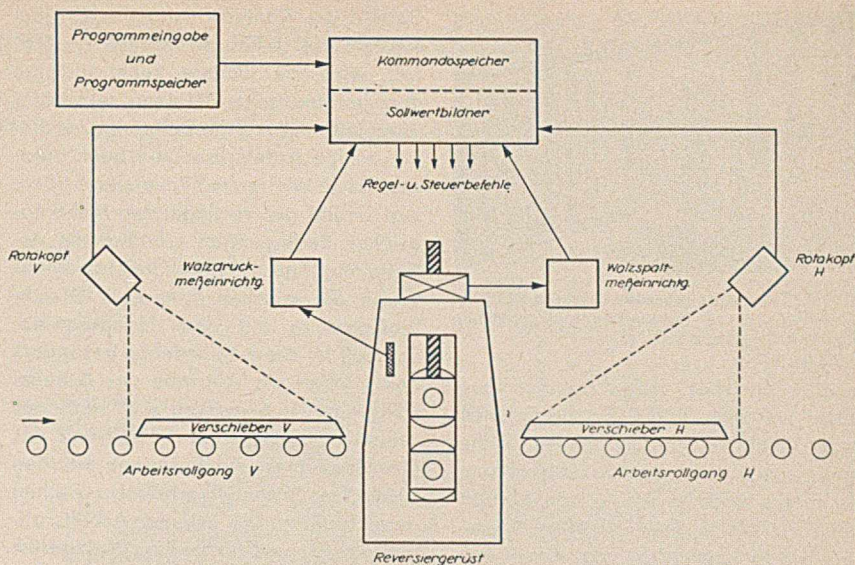 Programmeingabe
und
Programmspeicher
Kommandospeicher
Sollwertbildner
Regel- u. Steuerbefehle
Rotakopf
V
Walzdruck-
meßeinrichtg.
Walzspalt-
meßeinrichtg.
Rotakopf
H
Verschieber V
Verschieber H
Arbeitsrollgang V
Arbeitsrollgang H
Reversiergerüst